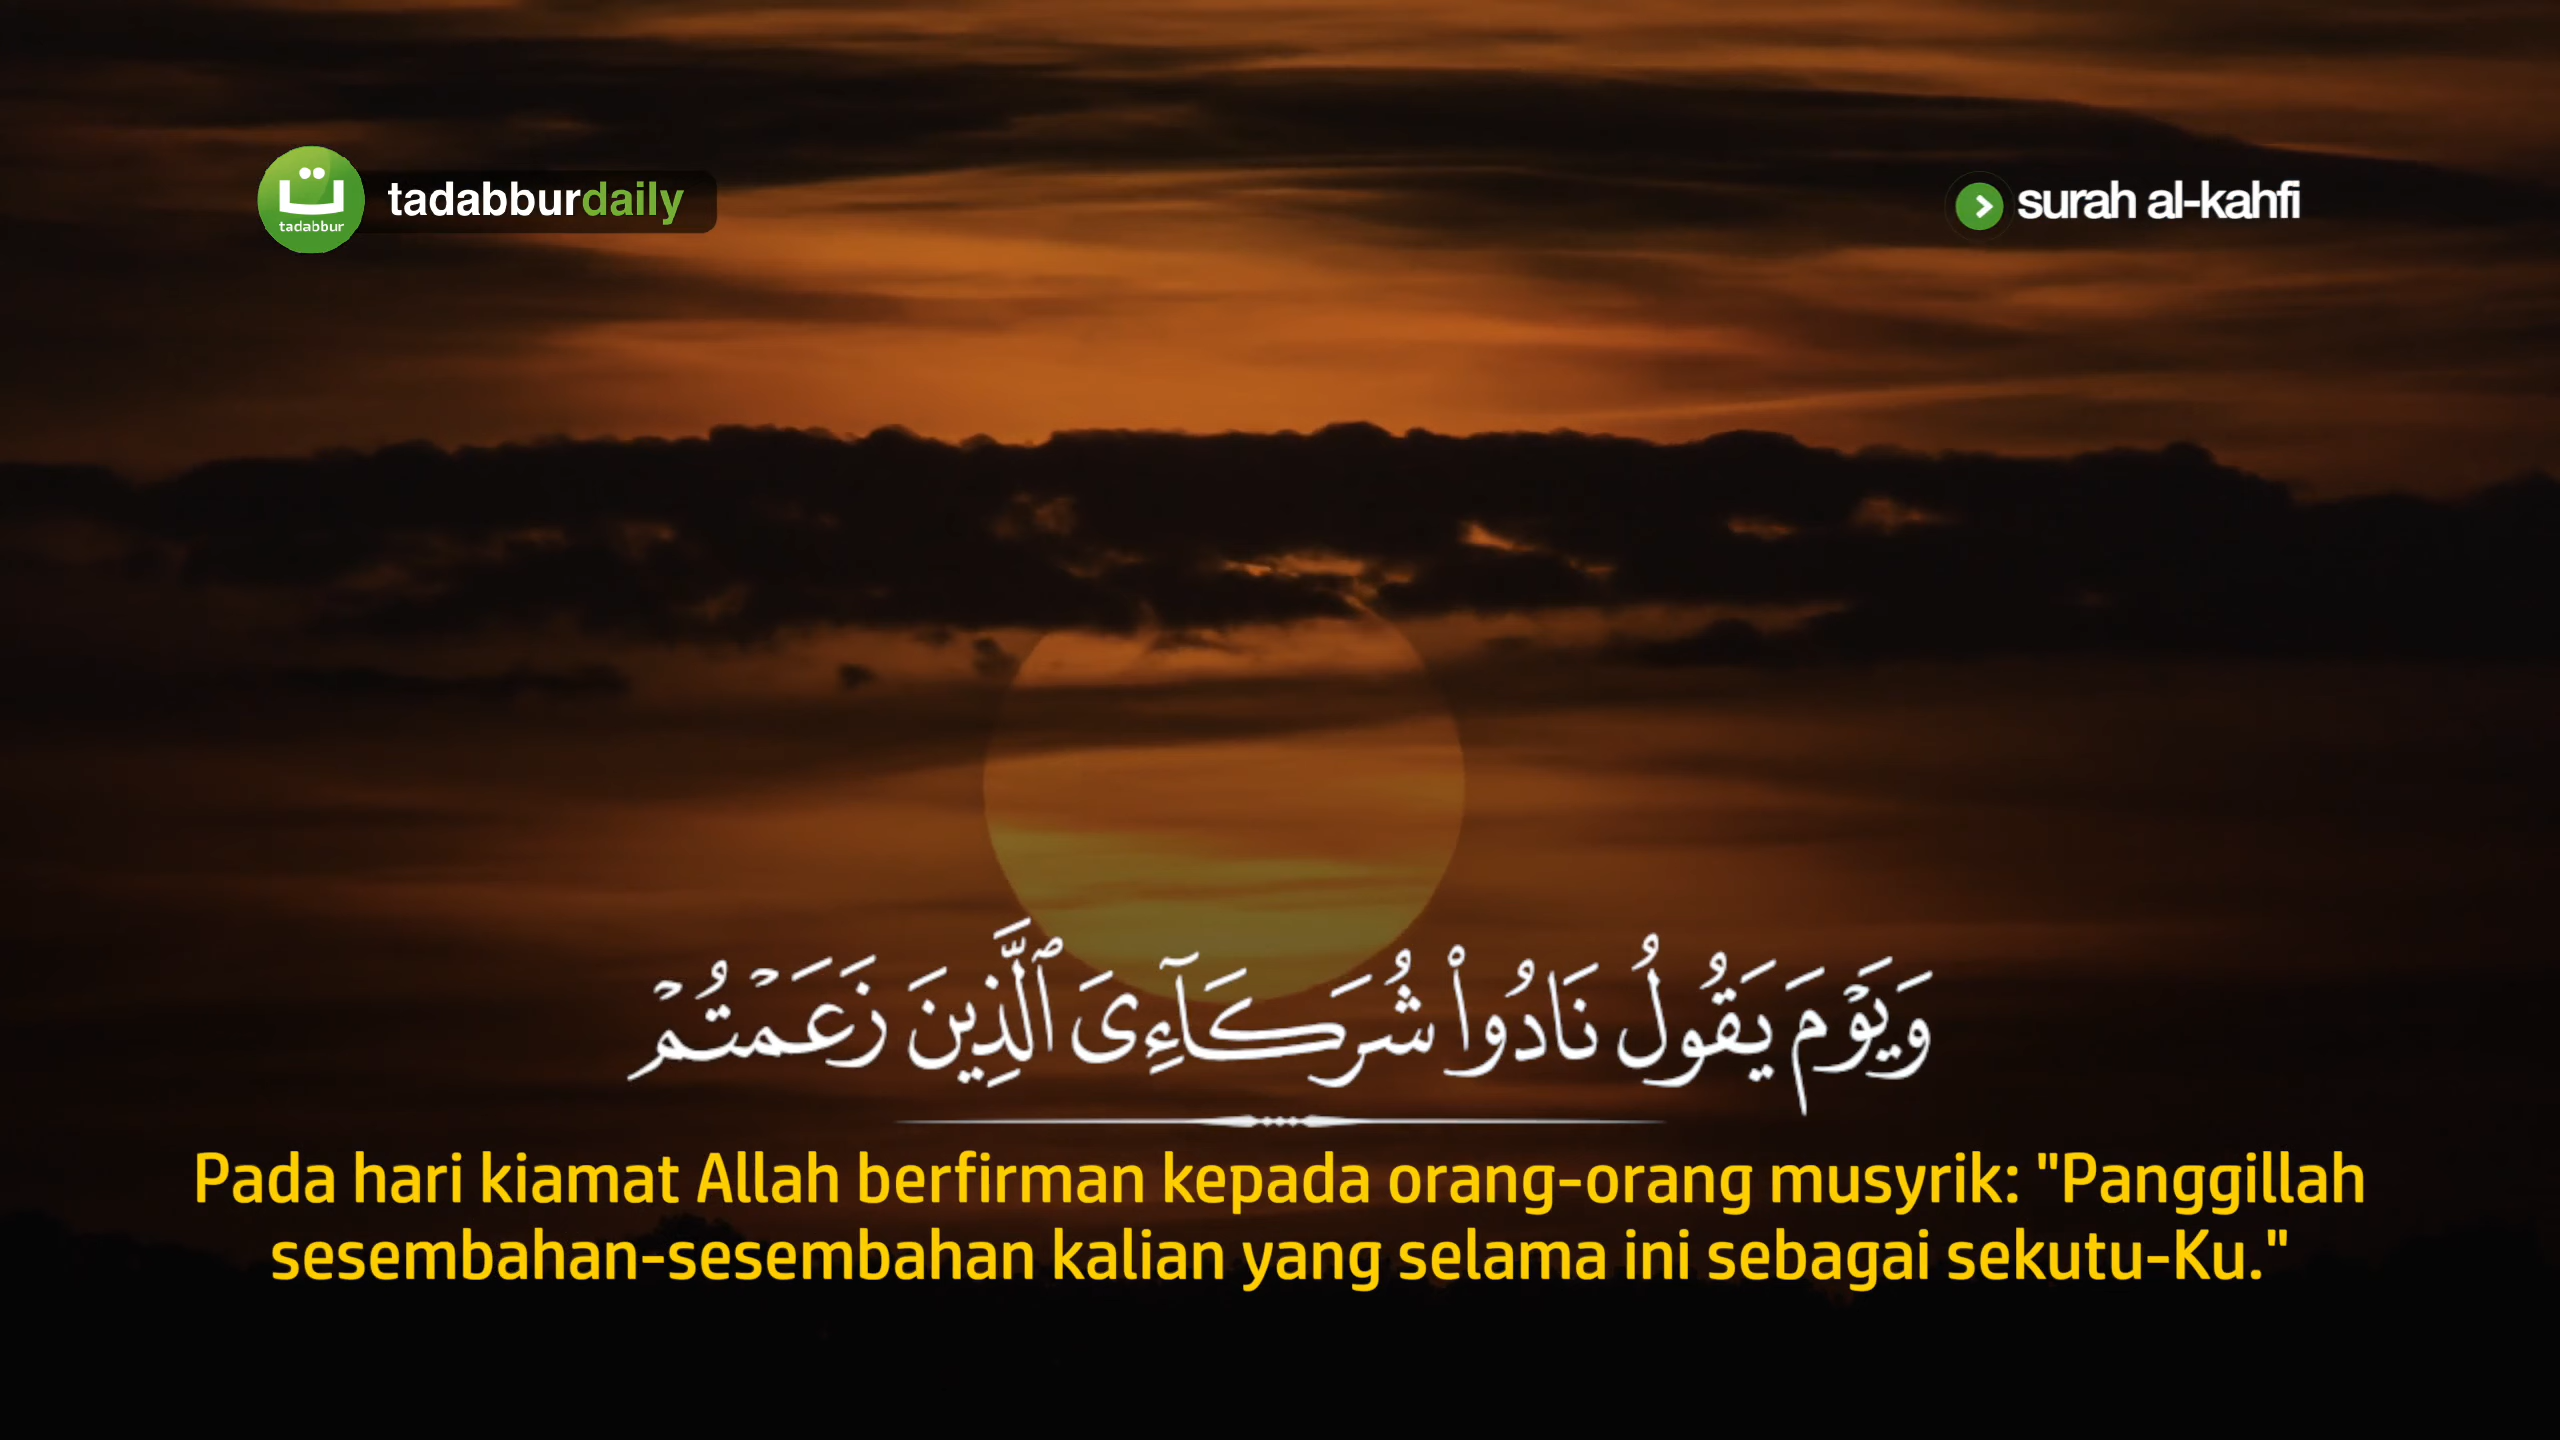 ت
tadabbur
tadabburdaily
surah al-kahfi
وَيَوْمَ يَقُولُ نَادُوا۟ شُرَكَآءِىَ ٱلَّذِينَ زَعَمْتُمْ
Pada hari kiamat Allah berfirman kepada orang-orang musyrik: "Panggillah
sesembahan-sesembahan kalian yang selama ini sebagai sekutu-Ku."